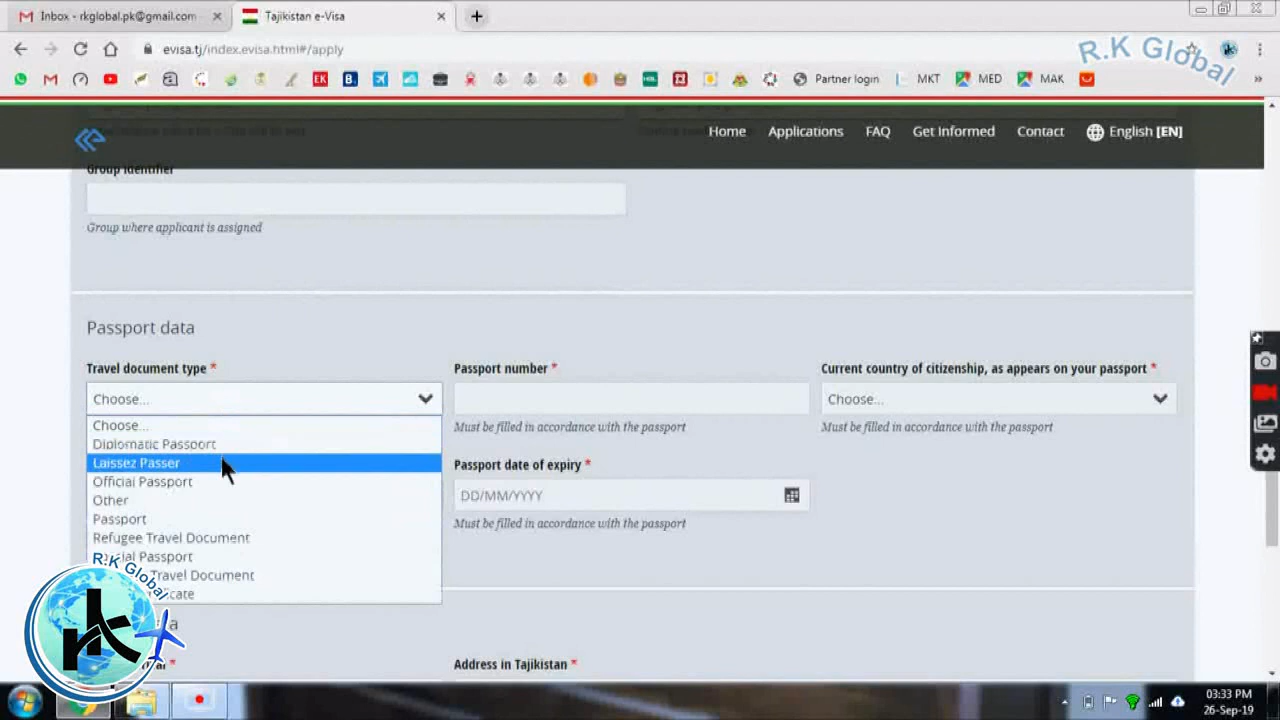 Inbox - rkglobal.pk@gmail.com
Tajikistan e-Visa
evisa.tj/index.evisa.html#/apply
R.K Global
EK
B.
HBL
Partner login
MKT
MED
MAK
Home
Applications
FAQ
Get Informed
Contact
English [EN]
Group identifier
Group where applicant is assigned
Passport data
Travel document type *
Passport number *
Current country of citizenship, as appears on your passport *
Choose...
Choose...
Must be filled in accordance with the passport
Must be filled in accordance with the passport
Choose...
Diplomatic Passport
Laissez Passer
Official Passport
Other
Passport
Refugee Travel Document
Passport
Travel Document
Passport date of expiry *
DD/MM/YYYY
Must be filled in accordance with the passport
R.K Global
rk
Address in Tajikistan *
03:33 PM
26-Sep-19